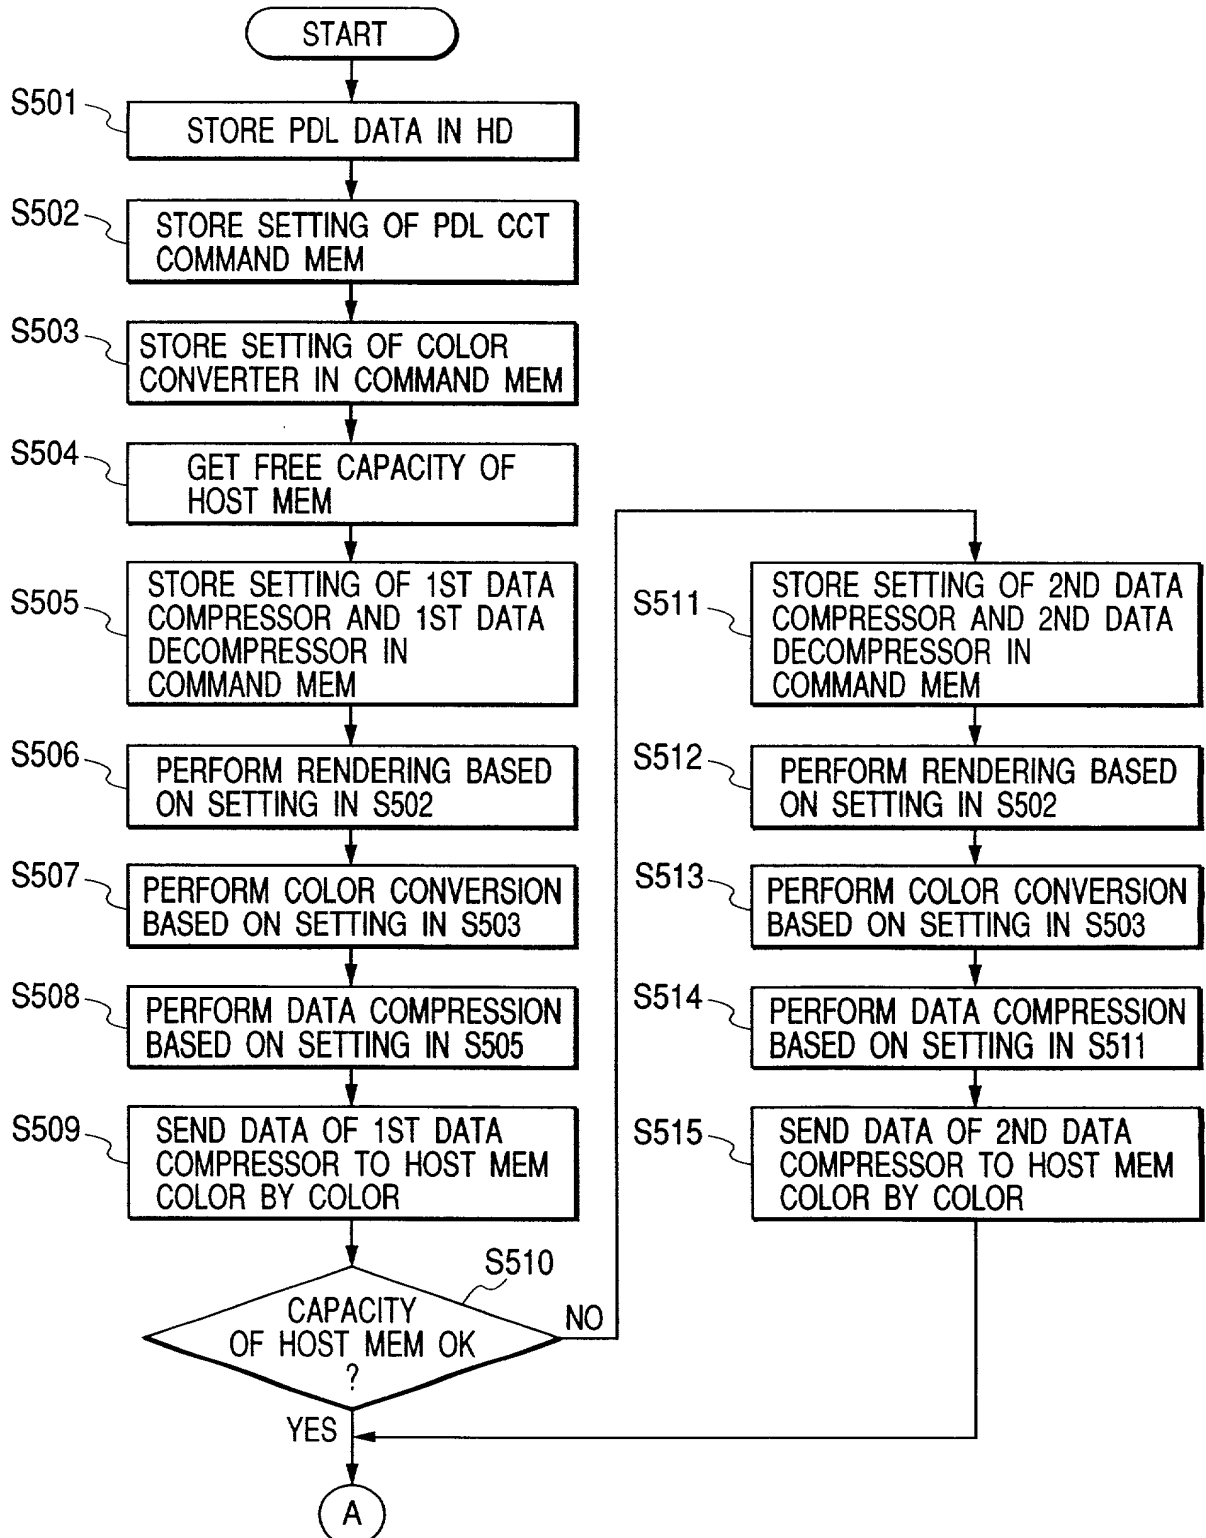 START
S501
STORE PDL DATA IN HD
S502
STORE SETTING OF PDL CCT
COMMAND MEM
S503
STORE SETTING OF COLOR
CONVERTER IN COMMAND MEM
S504
GET FREE CAPACITY OF
HOST MEM
S505
STORE SETTING OF 1ST DATA
COMPRESSOR AND 1ST DATA
DECOMPRESSOR IN
COMMAND MEM
S506
PERFORM RENDERING BASED
ON SETTING IN S502
S507
PERFORM COLOR CONVERSION
BASED ON SETTING IN S503
S508
PERFORM DATA COMPRESSION
BASED ON SETTING IN S505
S509
SEND DATA OF 1ST DATA
COMPRESSOR TO HOST MEM
COLOR BY COLOR
S510
CAPACITY
OF HOST MEM OK
?
NO
YES
S511
STORE SETTING OF 2ND DATA
COMPRESSOR AND 2ND DATA
DECOMPRESSOR IN
COMMAND MEM
S512
PERFORM RENDERING BASED
ON SETTING IN S502
S513
PERFORM COLOR CONVERSION
BASED ON SETTING IN S503
S514
PERFORM DATA COMPRESSION
BASED ON SETTING IN S511
S515
SEND DATA OF 2ND DATA
COMPRESSOR TO HOST MEM
COLOR BY COLOR
A